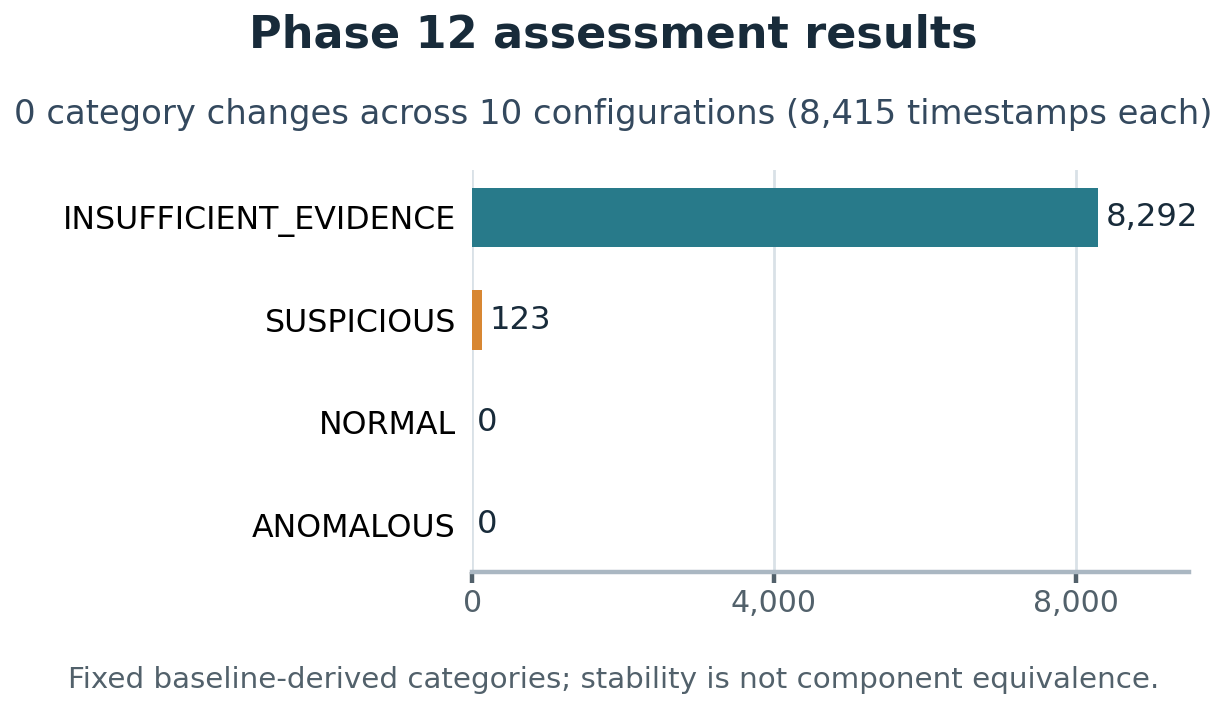 Phase 12 assessment results
0 category changes across 10 configurations (8,415 timestamps each)
INSUFFICIENT_EVIDENCE 8,292
SUSPICIOUS 123
NORMAL 0
ANOMALOUS 0
0 4,000 8,000
Fixed baseline-derived categories; stability is not component equivalence.